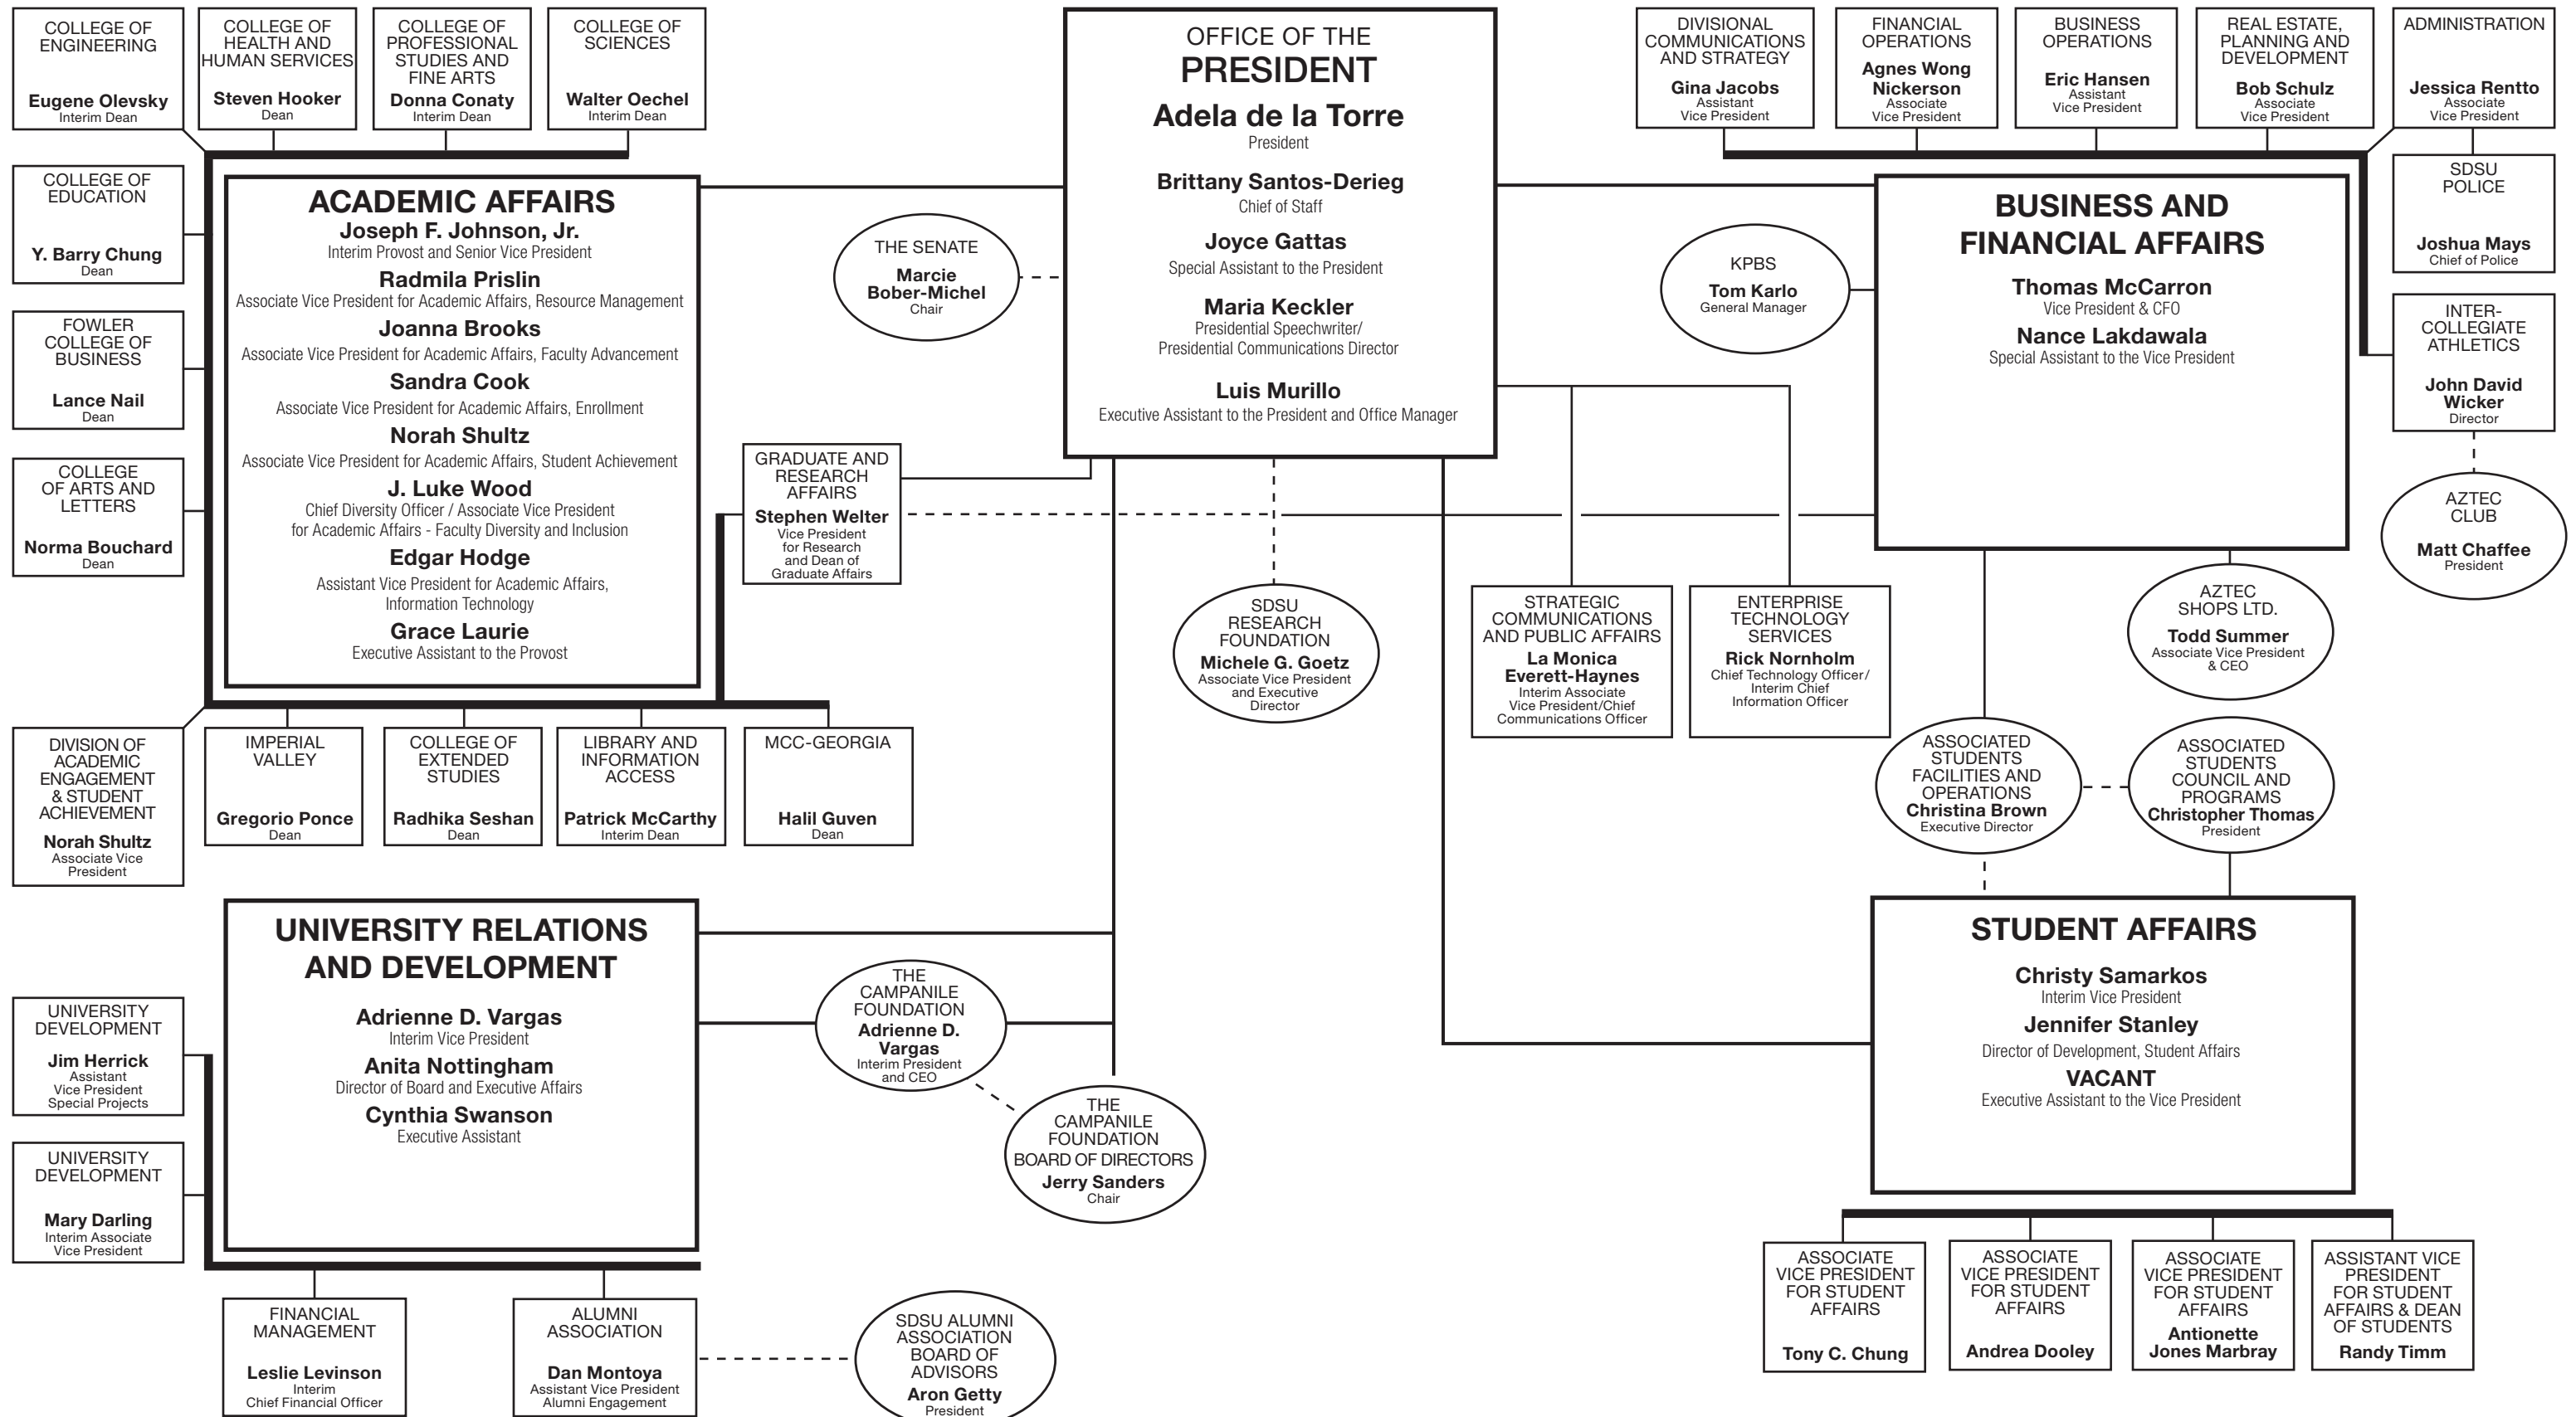 COLLEGE OF
ENGINEERING
Eugene Olevsky
Interim Dean
COLLEGE OF
HEALTH AND
HUMAN SERVICES
Steven Hooker
Dean
COLLEGE OF
PROFESSIONAL
STUDIES AND
FINE ARTS
Donna Conaty
Interim Dean
COLLEGE OF
SCIENCES
Walter Oechel
Interim Dean
OFFICE OF THE
PRESIDENT
Adela de la Torre
President
Brittany Santos-Derieg
Chief of Staff
Joyce Gattas
Special Assistant to the President
Maria Keckler
Presidential Speechwriter/
Presidential Communications Director
Luis Murillo
Executive Assistant to the President and Office Manager
DIVISIONAL
COMMUNICATIONS
AND STRATEGY
Gina Jacobs
Assistant
Vice President
FINANCIAL
OPERATIONS
Agnes Wong
Nickerson
Associate
Vice President
BUSINESS
OPERATIONS
Eric Hansen
Assistant
Vice President
REAL ESTATE,
PLANNING AND
DEVELOPMENT
Bob Schulz
Associate
Vice President
ADMINISTRATION
Jessica Rentto
Associate
Vice President
COLLEGE OF
EDUCATION
Y. Barry Chung
Dean
FOWLER
COLLEGE OF
BUSINESS
Lance Nail
Dean
COLLEGE
OF ARTS AND
LETTERS
Norma Bouchard
Dean
ACADEMIC AFFAIRS
Joseph F. Johnson, Jr.
Interim Provost and Senior Vice President
Radmila Prislin
Associate Vice President for Academic Affairs, Resource Management
Joanna Brooks
Associate Vice President for Academic Affairs, Faculty Advancement
Sandra Cook
Associate Vice President for Academic Affairs, Enrollment
Norah Shultz
Associate Vice President for Academic Affairs, Student Achievement
J. Luke Wood
Chief Diversity Officer / Associate Vice President
for Academic Affairs - Faculty Diversity and Inclusion
Edgar Hodge
Assistant Vice President for Academic Affairs,
Information Technology
Grace Laurie
Executive Assistant to the Provost
THE SENATE
Marcie
Bober-Michel
Chair
GRADUATE AND
RESEARCH
AFFAIRS
Stephen Welter
Vice President
for Research
and Dean of
Graduate Affairs
KPBS
Tom Karlo
General Manager
BUSINESS AND
FINANCIAL AFFAIRS
Thomas McCarron
Vice President & CFO
Nance Lakdawala
Special Assistant to the Vice President
SDSU
POLICE
Joshua Mays
Chief of Police
INTER-
COLLEGIATE
ATHLETICS
John David
Wicker
Director
AZTEC
CLUB
Matt Chaffee
President
SDSU
RESEARCH
FOUNDATION
Michele G. Goetz
Associate Vice President
and Executive
Director
STRATEGIC
COMMUNICATIONS
AND PUBLIC AFFAIRS
La Monica
Everett-Haynes
Interim Associate
Vice President/Chief
Communications Officer
ENTERPRISE
TECHNOLOGY
SERVICES
Rick Nornholm
Chief Technology Officer/
Interim Chief
Information Officer
AZTEC
SHOPS LTD.
Todd Summer
Associate Vice President
& CEO
DIVISION OF
ACADEMIC
ENGAGEMENT
& STUDENT
ACHIEVEMENT
Norah Shultz
Associate Vice
President
IMPERIAL
VALLEY
Gregorio Ponce
Dean
COLLEGE OF
EXTENDED
STUDIES
Radhika Seshan
Dean
LIBRARY AND
INFORMATION
ACCESS
Patrick McCarthy
Interim Dean
MCC-GEORGIA
Halil Guven
Dean
ASSOCIATED
STUDENTS
FACILITIES AND
OPERATIONS
Christina Brown
Executive Director
ASSOCIATED
STUDENTS
COUNCIL AND
PROGRAMS
Christopher Thomas
President
UNIVERSITY RELATIONS
AND DEVELOPMENT
Adrienne D. Vargas
Interim Vice President
Anita Nottingham
Director of Board and Executive Affairs
Cynthia Swanson
Executive Assistant
UNIVERSITY
DEVELOPMENT
Jim Herrick
Assistant
Vice President
Special Projects
UNIVERSITY
DEVELOPMENT
Mary Darling
Interim Associate
Vice President
THE
CAMPANILE
FOUNDATION
Adrienne D.
Vargas
Interim President
and CEO
THE
CAMPANILE
FOUNDATION
BOARD OF DIRECTORS
Jerry Sanders
Chair
STUDENT AFFAIRS
Christy Samarkos
Interim Vice President
Jennifer Stanley
Director of Development, Student Affairs
VACANT
Executive Assistant to the Vice President
FINANCIAL
MANAGEMENT
Leslie Levinson
Interim
Chief Financial Officer
ALUMNI
ASSOCIATION
Dan Montoya
Assistant Vice President
Alumni Engagement
SDSU ALUMNI
ASSOCIATION
BOARD OF
ADVISORS
Aron Getty
President
ASSOCIATE
VICE PRESIDENT
FOR STUDENT
AFFAIRS
Tony C. Chung
ASSOCIATE
VICE PRESIDENT
FOR STUDENT
AFFAIRS
Andrea Dooley
ASSOCIATE
VICE PRESIDENT
FOR STUDENT
AFFAIRS
Antionette
Jones Marbray
ASSISTANT VICE
PRESIDENT
FOR STUDENT
AFFAIRS & DEAN
OF STUDENTS
Randy Timm